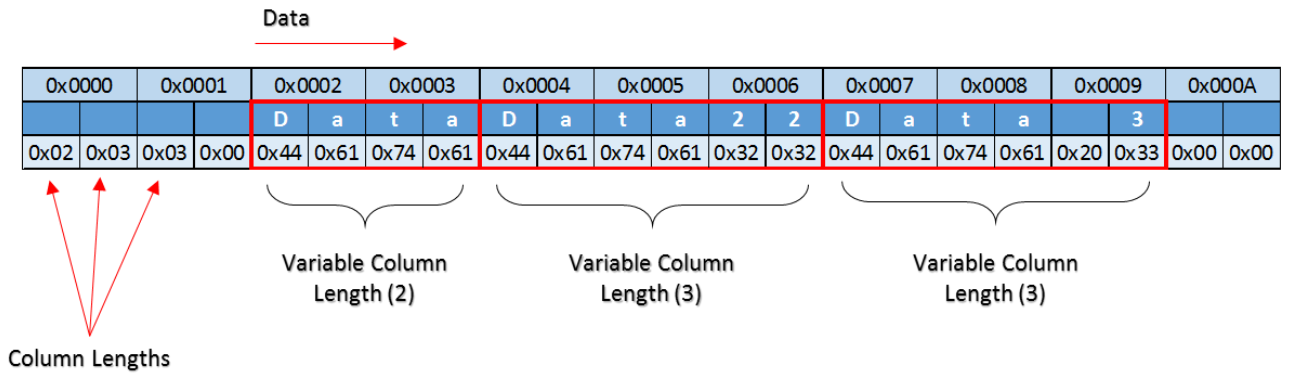 Data
0x0000 0x0001 0x0002 0x0003 0x0004 0x0005 0x0006 0x0007 0x0008 0x0009 0x000A
D a t a D a t a 2 2 D a t a 3
0x02 0x03 0x03 0x00 0x44 0x61 0x74 0x61 0x44 0x61 0x74 0x61 0x32 0x32 0x44 0x61 0x74 0x61 0x20 0x33 0x00 0x00
Variable Column Variable Column Variable Column
Length (2) Length (3) Length (3)
Column Lengths